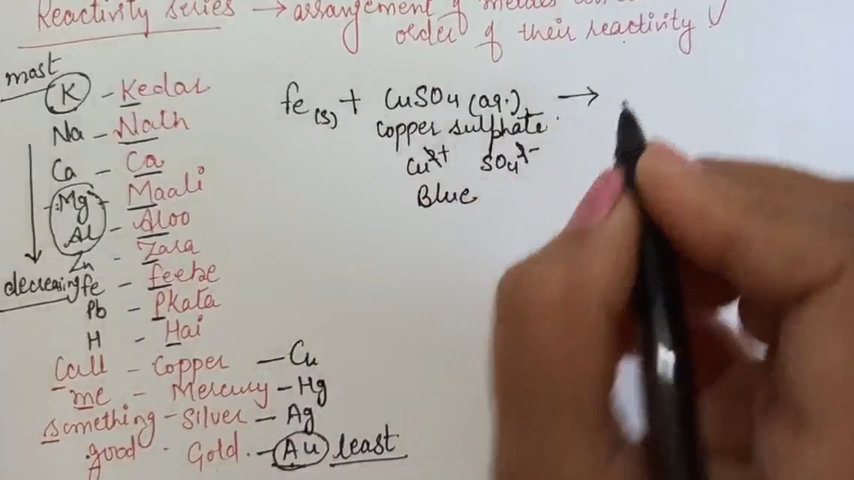 Reactivity series → arrangement of metals
order of their reactivity ✓
most
K - Kedar
Na - Nath
Ca - Ca
Mg - Maali
Al - Aloo
Zn - Zara
decreasing fe - feeke
Pb - Pkata
H - Hai
Call - Copper - Cu
me - Mercury - Hg
something - Silver - Ag
good - Gold. - Au least
fe(s) + CuSO4 (aq.) →
copper sulphate
Cu2+ SO42-
Blue